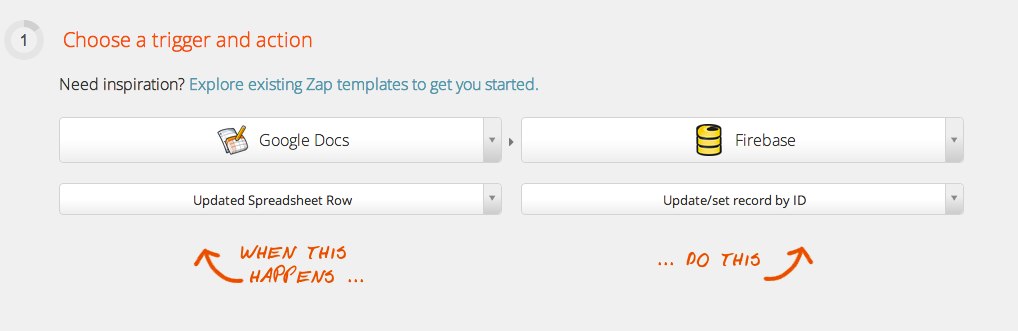 1 Choose a trigger and action
Need inspiration? Explore existing Zap templates to get you started.
Google Docs
Firebase
Updated Spreadsheet Row
Update/set record by ID
WHEN THIS
HAPPENS ...
... DO THIS